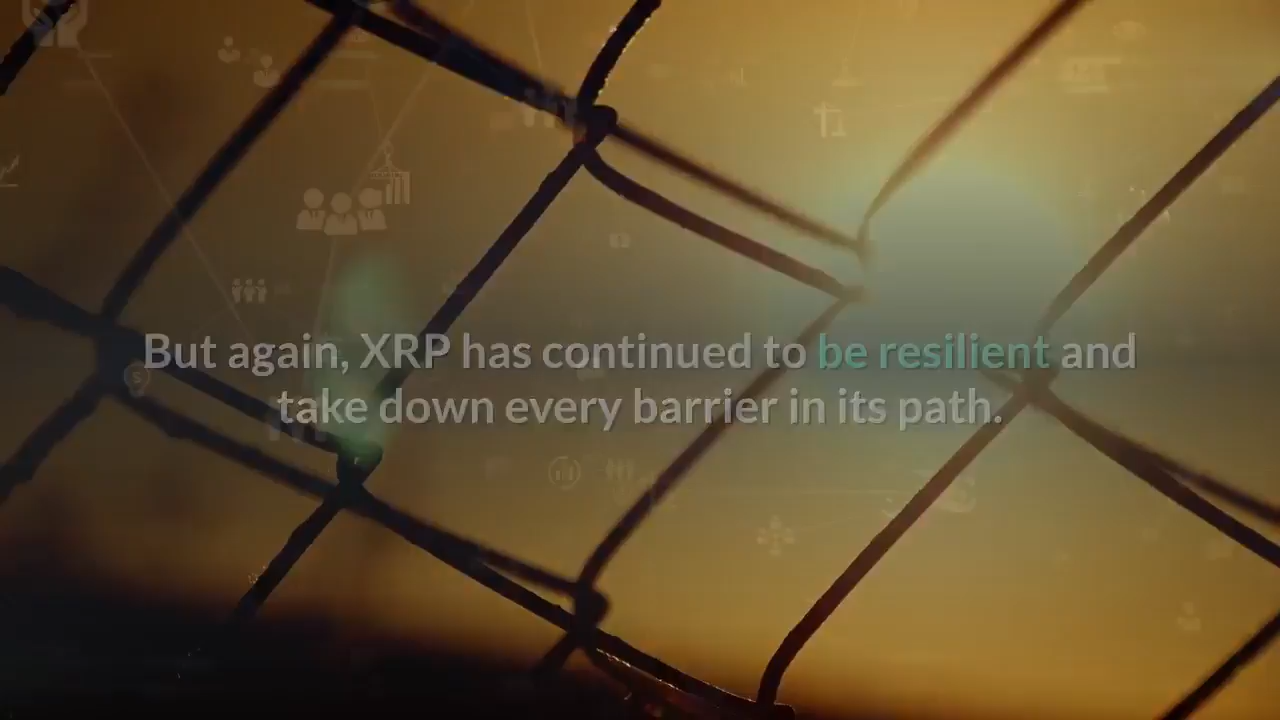 But again, XRP has continued to be resilient and
take down every barrier in its path.